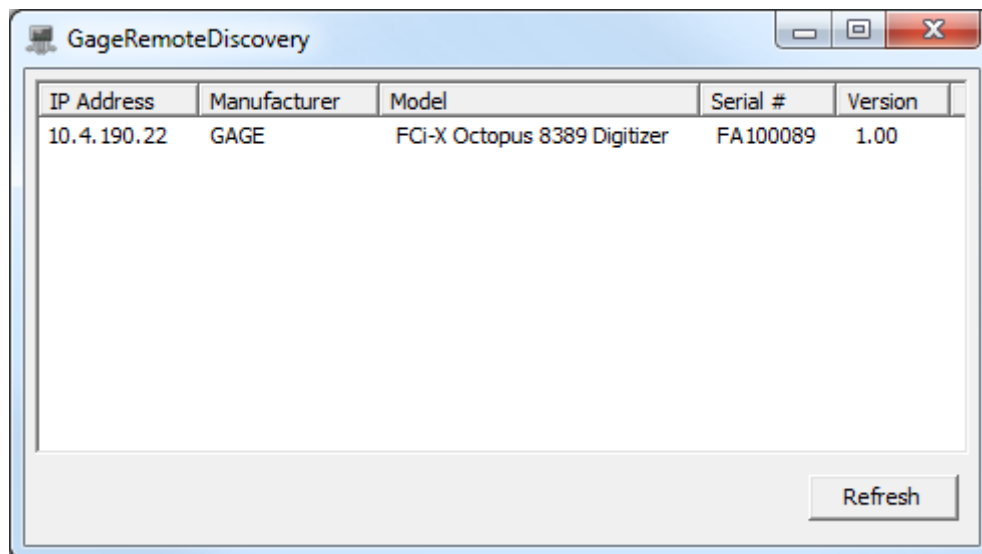 GageRemoteDiscovery
IP Address Manufacturer Model Serial # Version
10.4.190.22 GAGE FCi-X Octopus 8389 Digitizer FA100089 1.00
Refresh